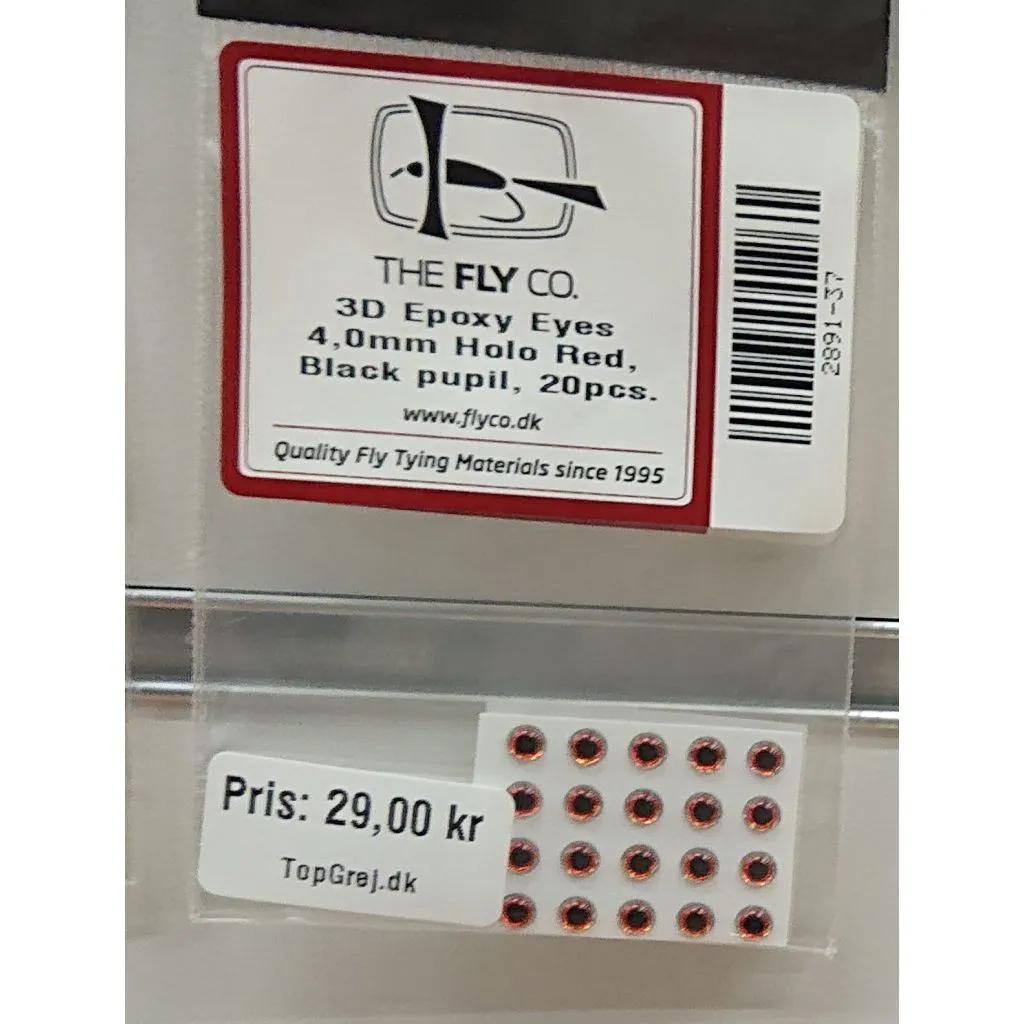 THE FLY CO.
3D Epoxy Eyes
4,0mm Holo Red,
Black pupil, 20pcs.
www.flyco.dk
Quality Fly Tying Materials since 1995
2891-37
Pris: 29,00 kr
TopGrej.dk